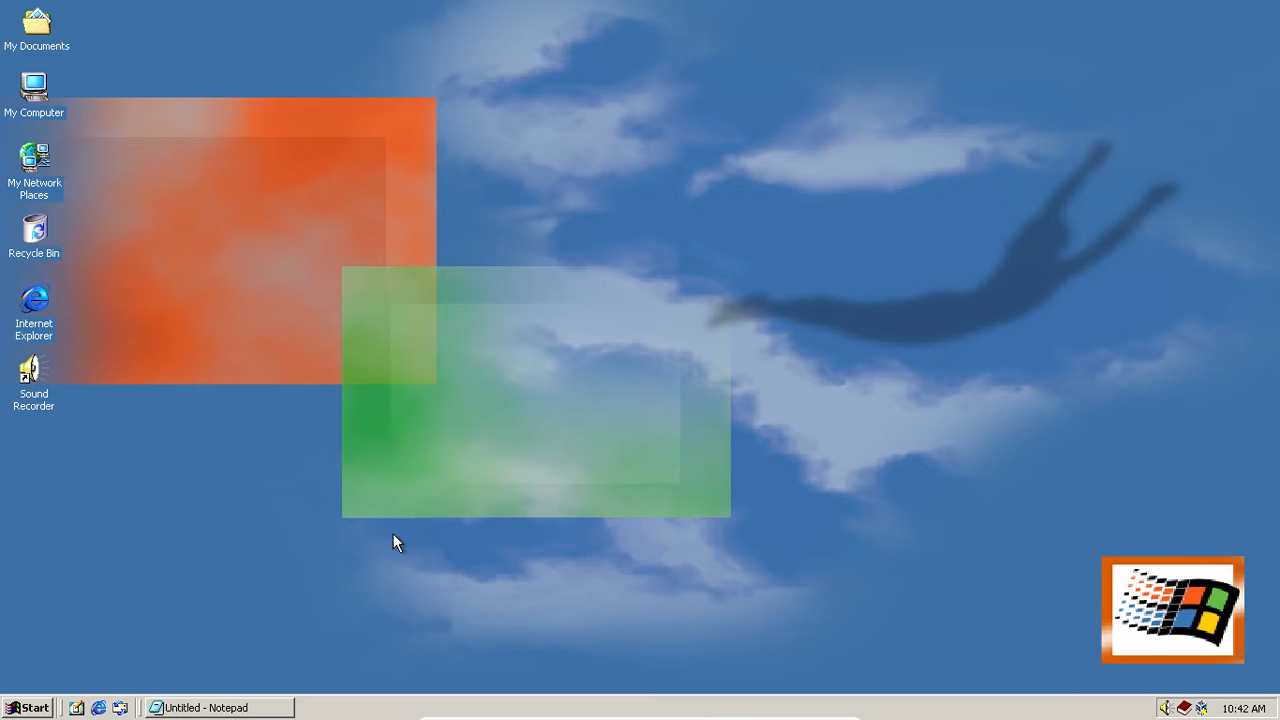 My Documents
My Computer
My Network
Places
Recycle Bin
Internet
Explorer
Sound
Recorder
Start
Untitled - Notepad
10:42 AM